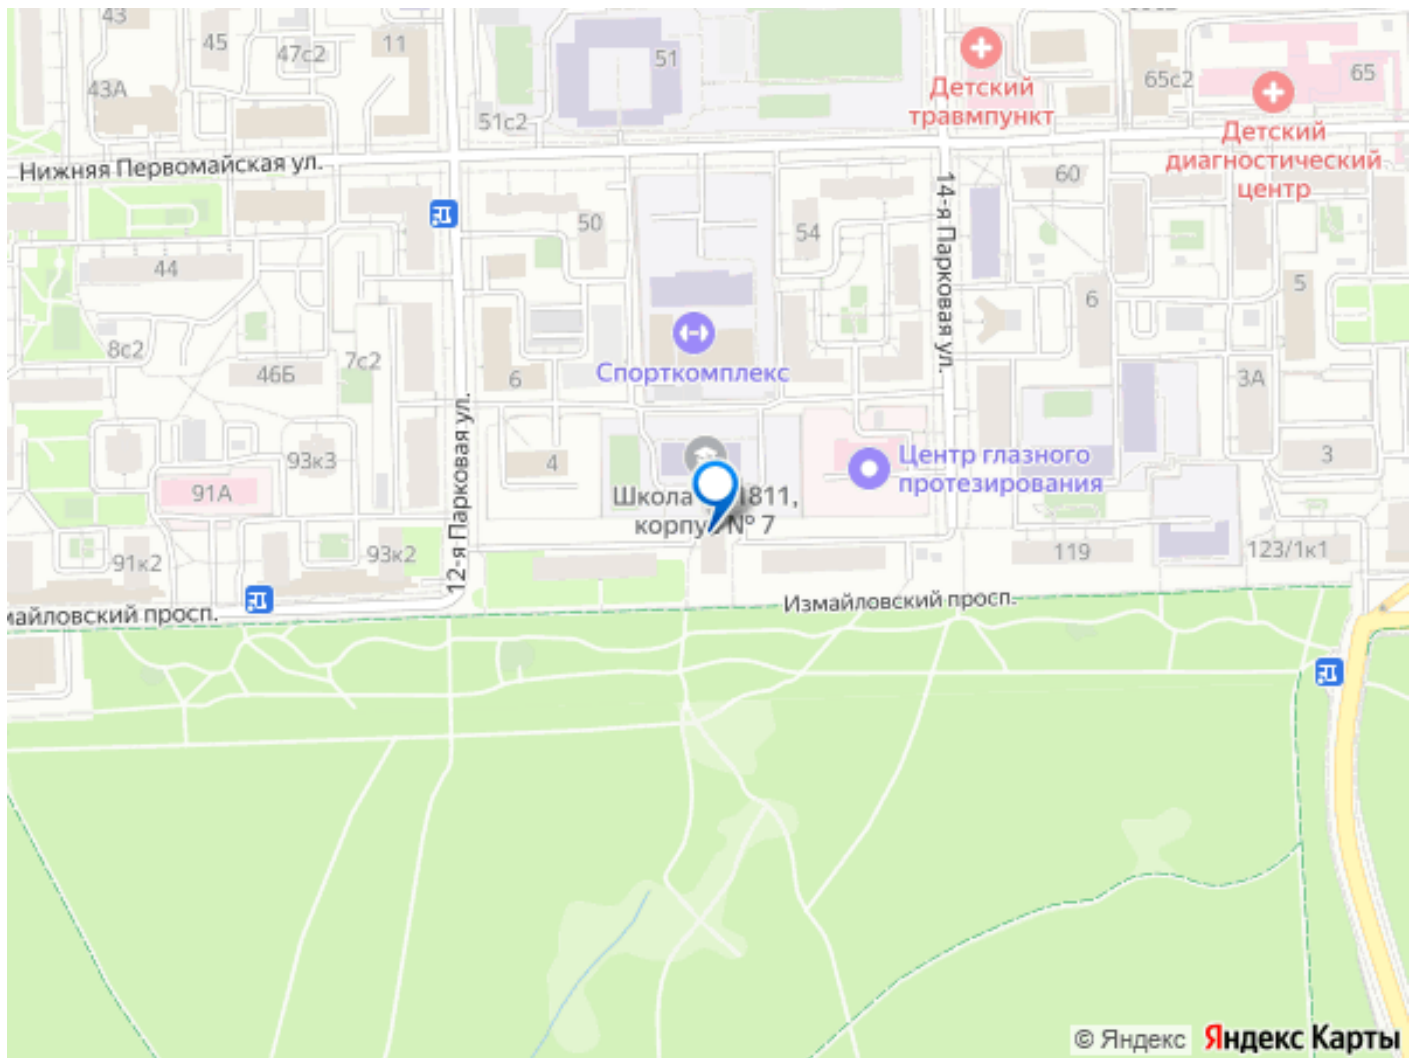 43
45
47с2
11
51
65с2
65
43А
51с2
Детский
травмпункт
Детский
диагностический
центр
Нижняя Первомайская ул.
60
14-я Парковая ул.
50
54
44
6
5
8с2
7с2
46Б
6
Спорткомплекс
3А
12-я Парковая ул.
93к3
4
Центр глазного
протезирования
3
91А
Школа 1811,
корпус № 7
91к2
93к2
119
123/1к1
майловский просп.
Измайловский просп.
© Яндекс
Яндекс Карты